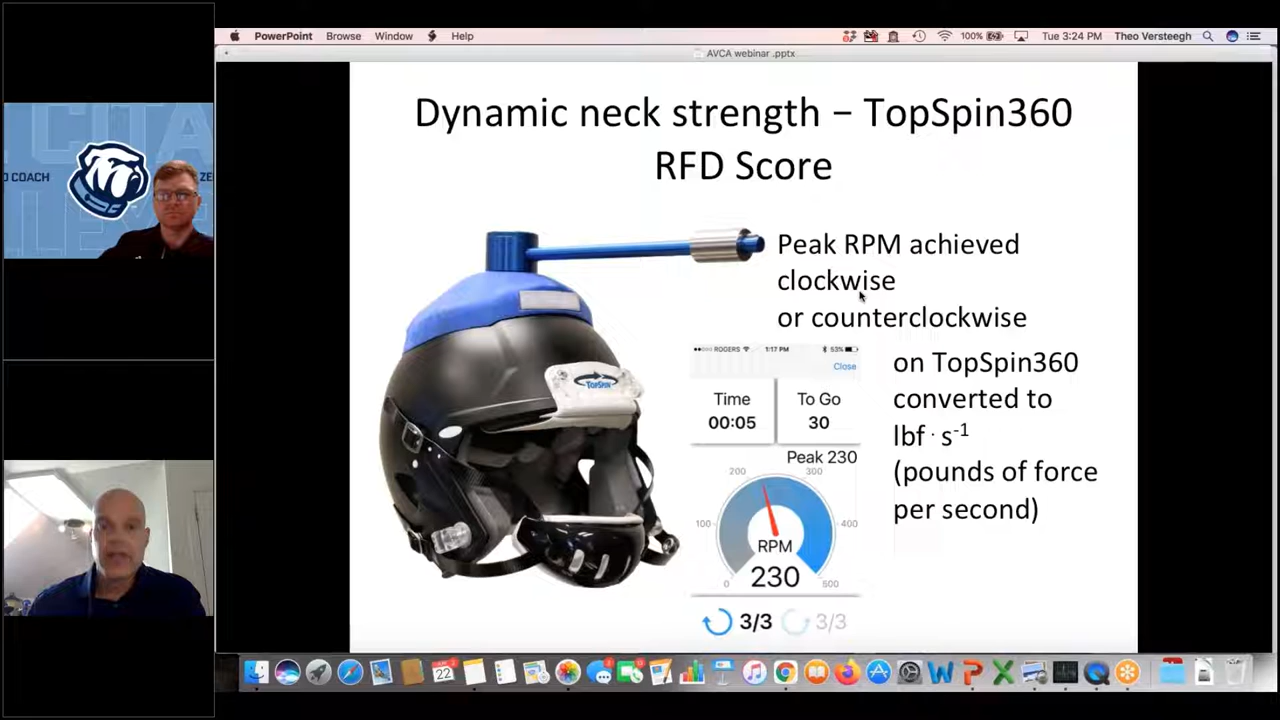 PowerPoint Browse Window Help
100% Tue 3:24 PM Theo Versteegh
AVCA webinar .pptx
Dynamic neck strength – TopSpin360
RFD Score
Peak RPM achieved
clockwise
or counterclockwise
on TopSpin360
converted to
lbf · s-1
(pounds of force
per second)
ROGERS 1:17 PM 53%
Close
Time
00:05
To Go
30
Peak 230
0 100 200 300 400 500
RPM
230
3/3 3/3
TOPSPIN
COACH
22